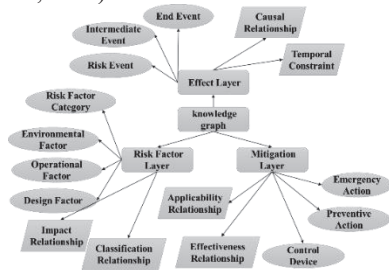 End Event
Intermediate
Event
Causal
Relationship
Risk Event
Temporal
Constraint
Effect Layer
Risk Factor
Category
knowledge
graph
Environmental
Factor
Risk Factor
Layer
Mitigation
Layer
Operational
Factor
Emergency
Action
Applicability
Relationship
Design Factor
Preventive
Action
Impact
Relationship
Classification
Relationship
Effectiveness
Relationship
Control
Device